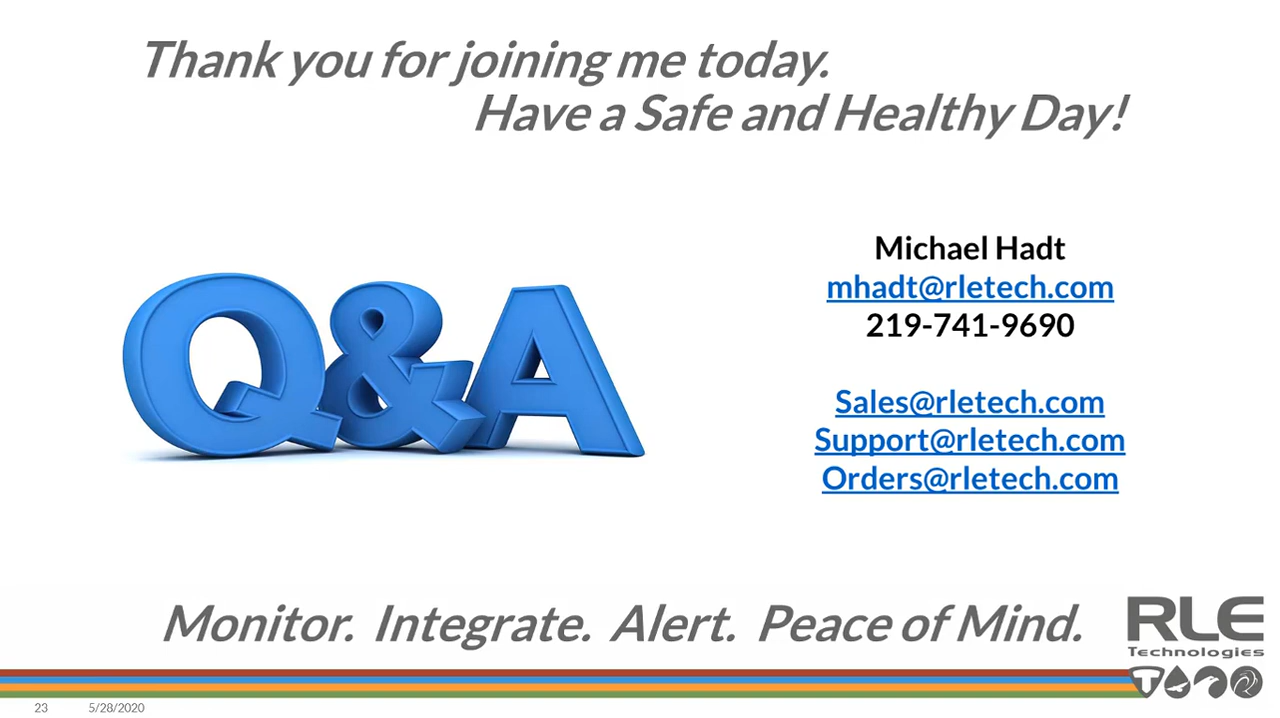 Thank you for joining me today.
Have a Safe and Healthy Day!
Q&A
Michael Hadt
mhadt@rletech.com
219-741-9690
Sales@rletech.com
Support@rletech.com
Orders@rletech.com
Monitor. Integrate. Alert. Peace of Mind.
RLE
Technologies
23 5/28/2020